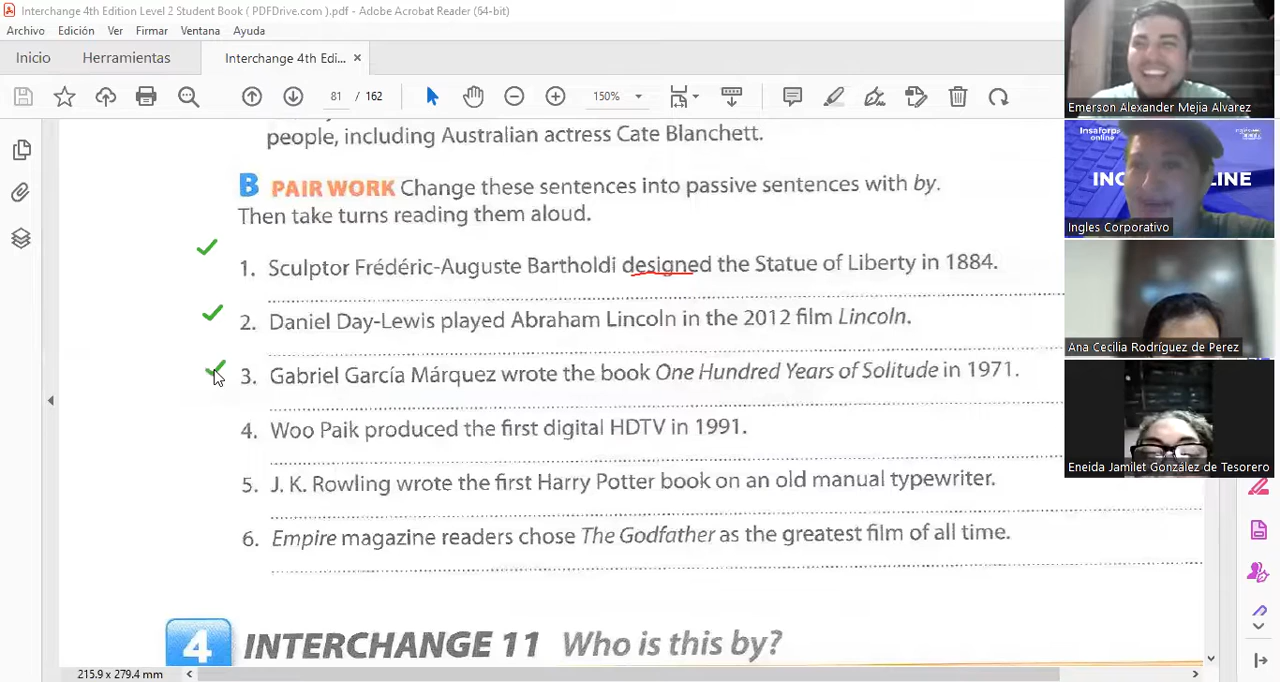 Interchange 4th Edition Level 2 Student Book ( PDFDrive.com ).pdf - Adobe Acrobat Reader (64-bit)
Archivo Edición Ver Firmar Ventana Ayuda
Inicio Herramientas Interchange 4th Edi... ×
81 / 162 150%
people, including Australian actress Cate Blanchett.
B PAIR WORK Change these sentences into passive sentences with by.
Then take turns reading them aloud.
1. Sculptor Frédéric-Auguste Bartholdi designed the Statue of Liberty in 1884.
2. Daniel Day-Lewis played Abraham Lincoln in the 2012 film Lincoln.
3. Gabriel García Márquez wrote the book One Hundred Years of Solitude in 1971.
4. Woo Paik produced the first digital HDTV in 1991.
5. J. K. Rowling wrote the first Harry Potter book on an old manual typewriter.
6. Empire magazine readers chose The Godfather as the greatest film of all time.
4 INTERCHANGE 11 Who is this by?
215.9 x 279.4 mm
Emerson Alexander Mejia Alvarez
Insaforp
online
Ingles Corporativo
Ana Cecilia Rodríguez de Perez
Eneida Jamilet González de Tesorero